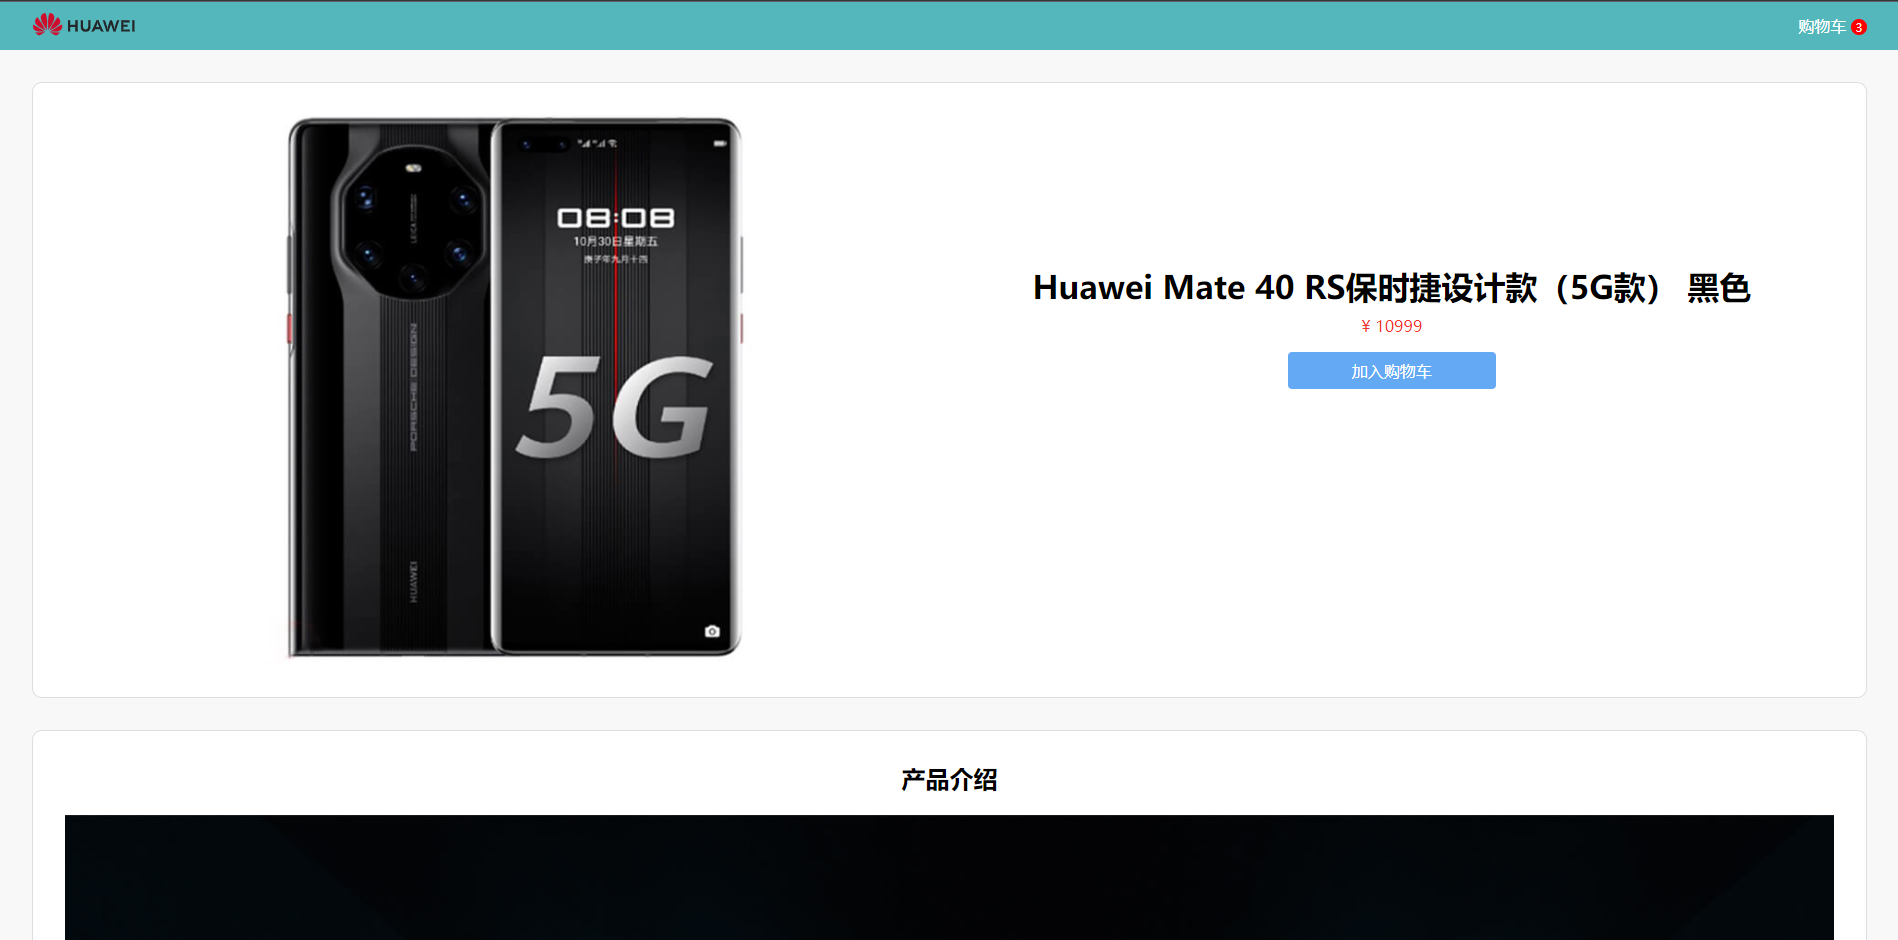 HUAWEI
购物车 3
08:08
10月30日星期五
庚子年九月十四
LEICA
PORSCHE DESIGN
5G
HUAWEI
Huawei Mate 40 RS保时捷设计款（5G款） 黑色
¥ 10999
加入购物车
产品介绍